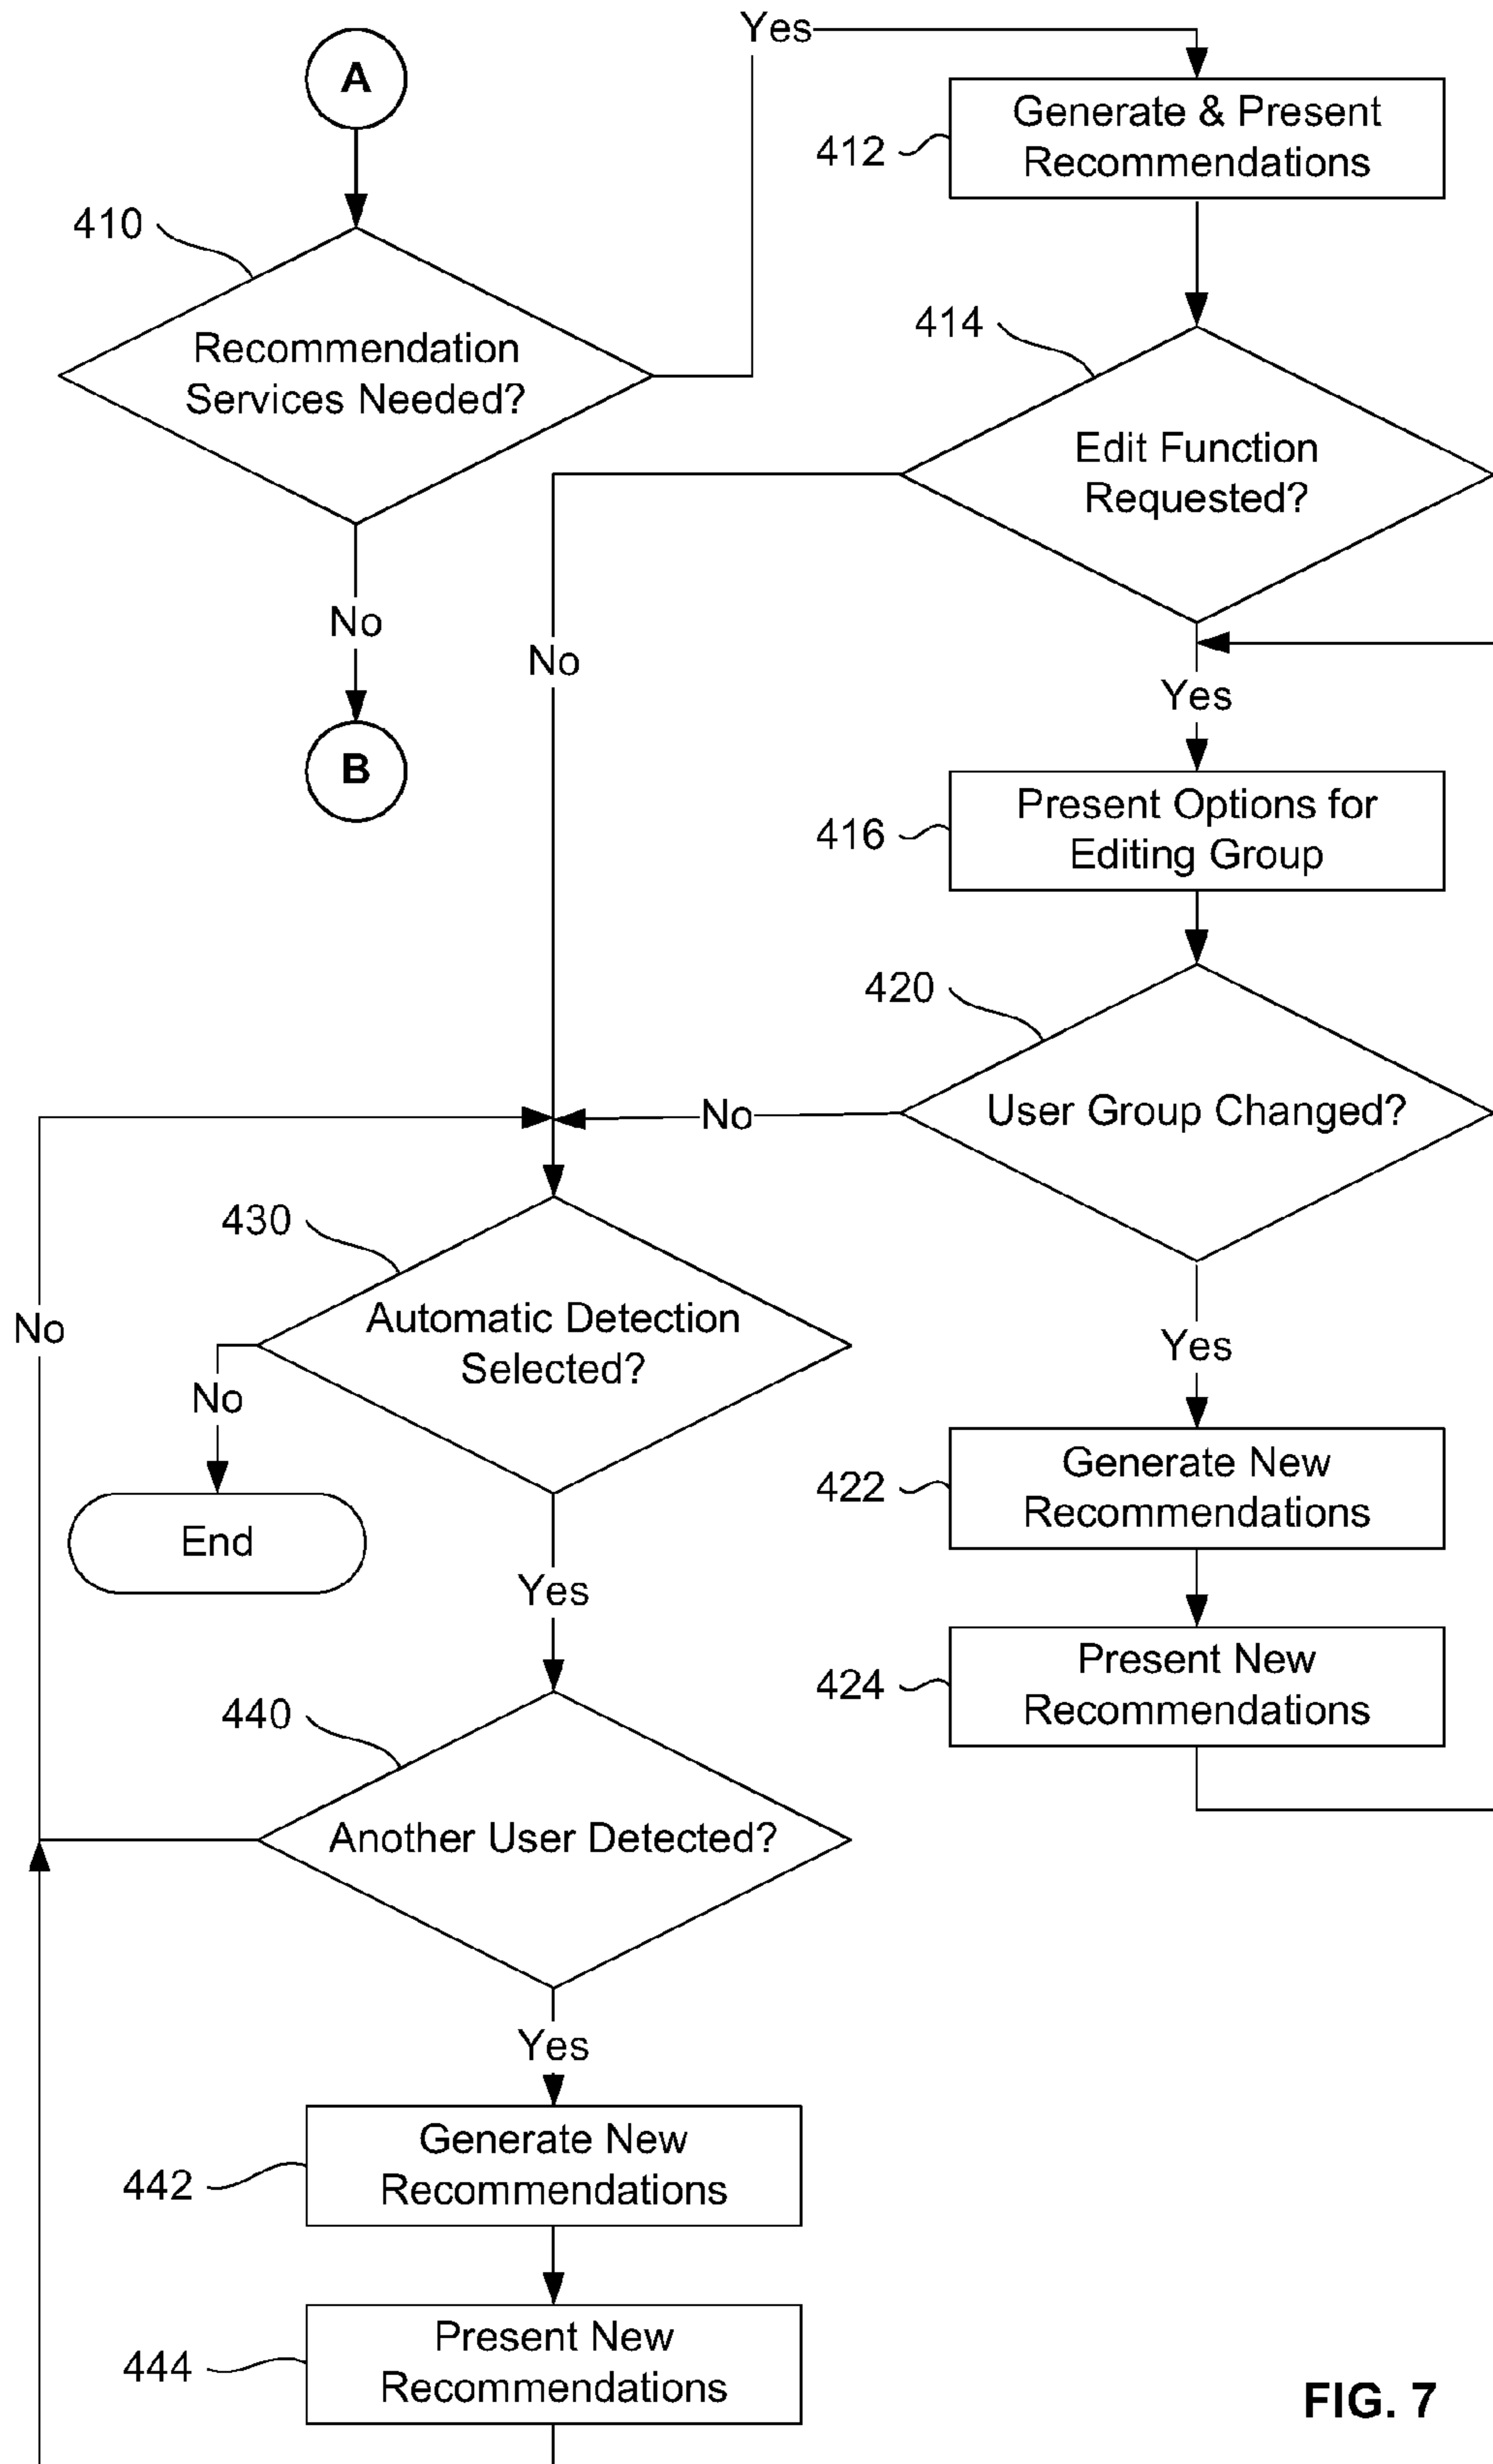 A
410
Recommendation
Services Needed?
No
B
Yes
Generate & Present
Recommendations
412
414
Edit Function
Requested?
No
Yes
Present Options for
Editing Group
416
420
User Group Changed?
No
Yes
Generate New
Recommendations
422
Present New
Recommendations
424
430
Automatic Detection
Selected?
No
End
Yes
No
440
Another User Detected?
Yes
Generate New
Recommendations
442
Present New
Recommendations
444
FIG. 7